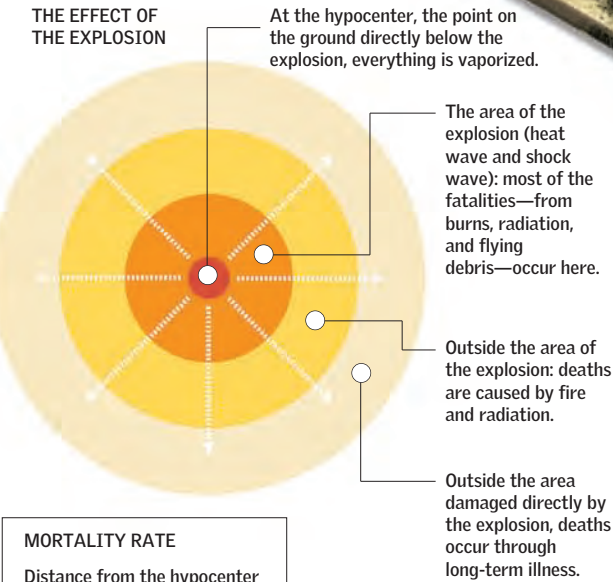 THE EFFECT OF
THE EXPLOSION
At the hypocenter, the point on
the ground directly below the
explosion, everything is vaporized.
The area of the
explosion (heat
wave and shock
wave): most of the
fatalities—from
burns, radiation,
and flying
debris—occur here.
Outside the area of
the explosion: deaths
are caused by fire
and radiation.
Outside the area
damaged directly by
the explosion, deaths
occur through
long-term illness.
MORTALITY RATE
Distance from the hypocenter